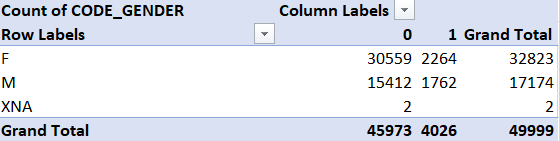 Count of CODE_GENDER Column Labels
Row Labels 0 1 Grand Total
F 30559 2264 32823
M 15412 1762 17174
XNA 2 2
Grand Total 45973 4026 49999